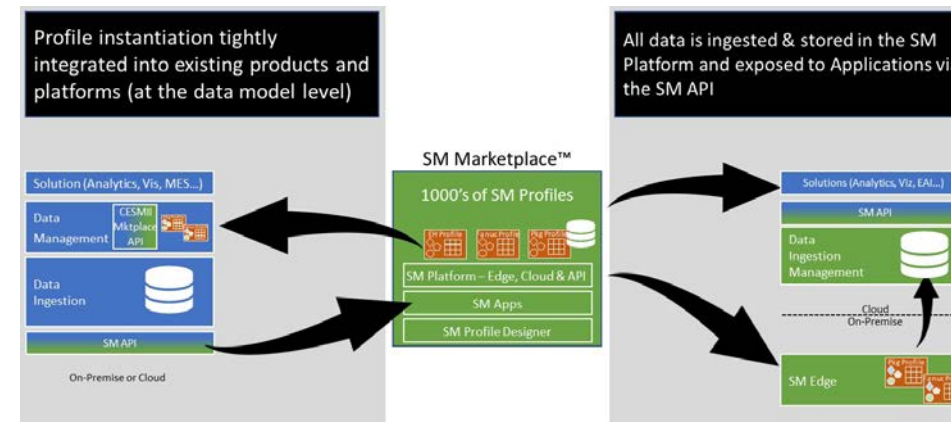 Profile instantiation tightly
integrated into existing products and
platforms (at the data model level)
Solution (Analytics, Vis, MES...)
Data
Management
CESMII
Mktplace
API
Data
Ingestion
SM API
On-Premise or Cloud
SM Marketplace™
1000's of SM Profiles
SM Platform – Edge, Cloud & API
SM Apps
SM Profile Designer
All data is ingested & stored in the SM
Platform and exposed to Applications vi
the SM API
Solutions (Analytics, Viz, EAI...)
SM API
Data
Ingestion
Management
Cloud
On-Premise
SM Edge